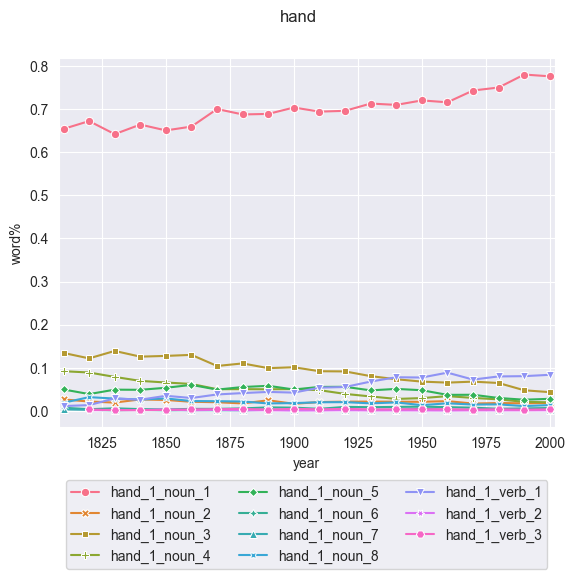 hand
0.8
0.7
0.6
0.5
0.4
0.3
0.2
0.1
0.0
word%
1825 1850 1875 1900 1925 1950 1975 2000
year
hand_1_noun_1 hand_1_noun_5 hand_1_verb_1
hand_1_noun_2 hand_1_noun_6 hand_1_verb_2
hand_1_noun_3 hand_1_noun_7 hand_1_verb_3
hand_1_noun_4 hand_1_noun_8